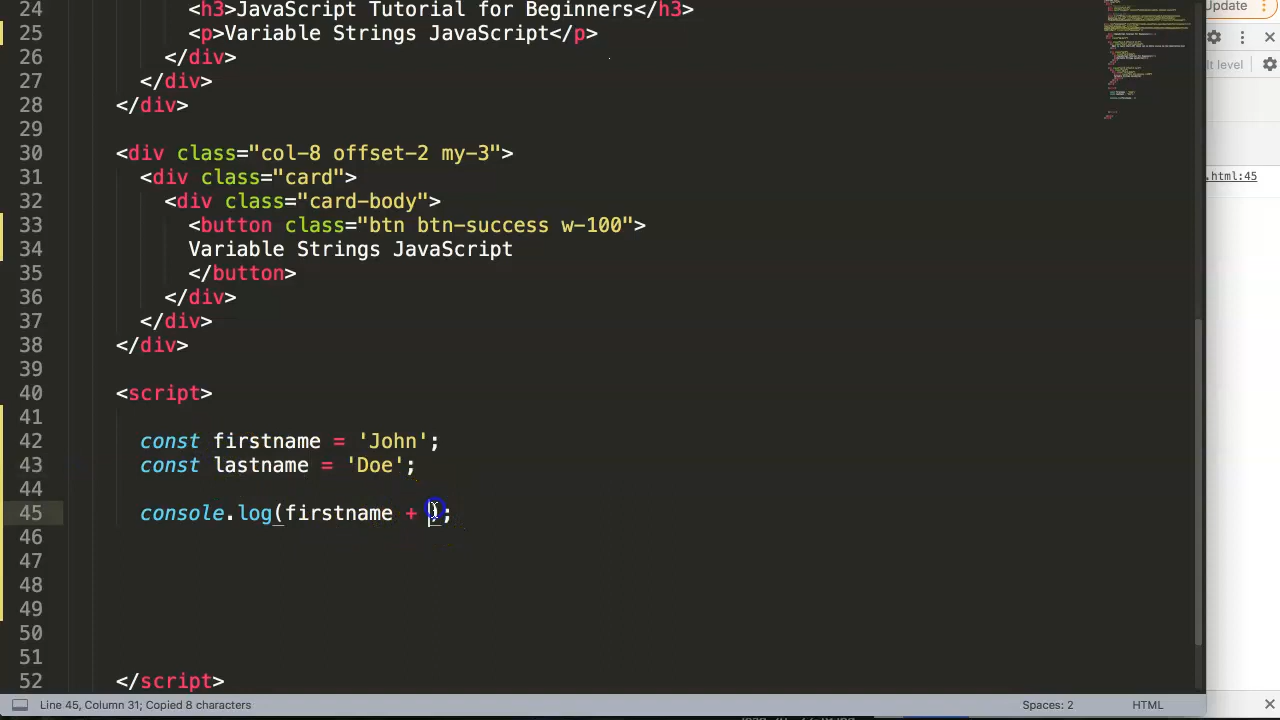 24 <h3>JavaScript Tutorial for Beginners</h3>
25 <p>Variable Strings JavaScript</p>
26 </div>
27 </div>
28 </div>
29
30 <div class="col-8 offset-2 my-3">
31 <div class="card">
32 <div class="card-body">
33 <button class="btn btn-success w-100">
34 Variable Strings JavaScript
35 </button>
36 </div>
37 </div>
38 </div>
39
40 <script>
41
42 const firstname = 'John';
43 const lastname = 'Doe';
44
45 console.log(firstname + );
46
47
48
49
50
51
52 </script>
Line 45, Column 31; Copied 8 characters
Spaces: 2
HTML
Update
lt level
.html:45